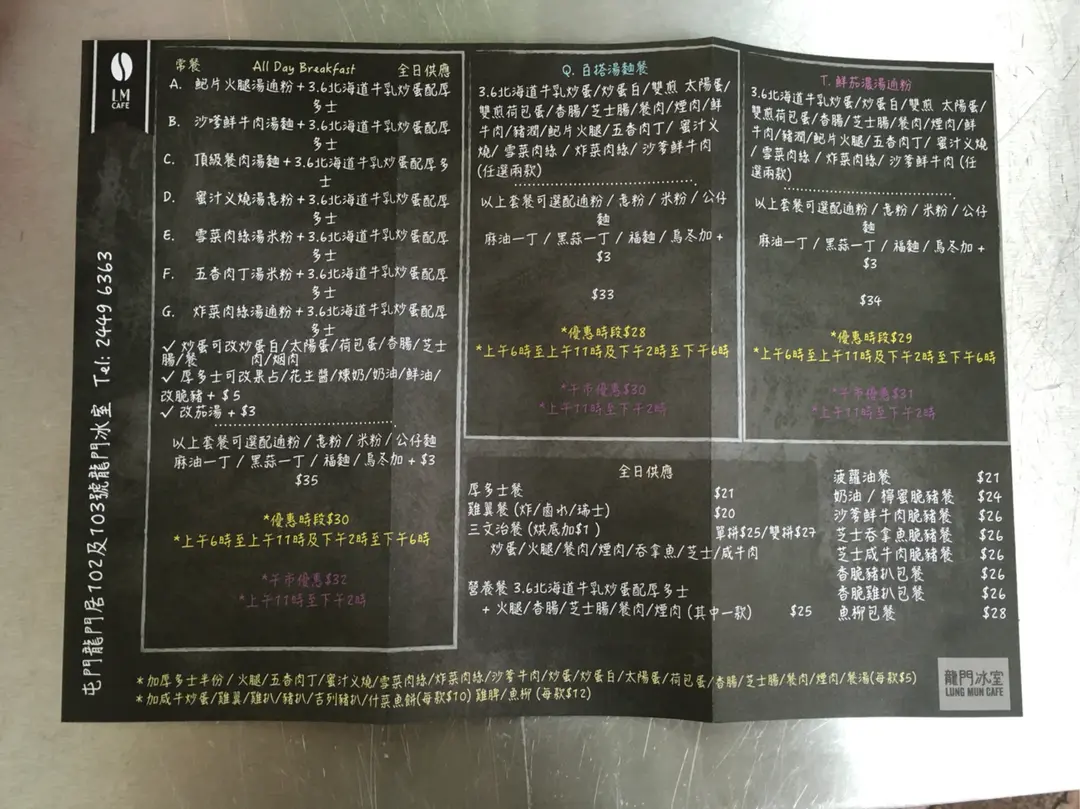 LM
CAFE
屯門龍門居102及103號龍門冰室 Tel: 2449 6363
常餐 All Day Breakfast 全日供應
A. 鮑片火腿湯通粉+3.6北海道牛乳炒蛋配厚
多士
B. 沙爹鮮牛肉湯麵+3.6北海道牛乳炒蛋配厚
多士
C. 頂級餐肉湯麵+3.6北海道牛乳炒蛋配厚多
士
D. 蜜汁义燒湯意粉+3.6北海道牛乳炒蛋配厚
多士
E. 雪菜肉絲湯米粉+3.6北海道牛乳炒蛋配厚
多士
F. 五香肉丁湯米粉+3.6北海道牛乳炒蛋配厚
多士
G. 炸菜肉絲湯通粉+3.6北海道牛乳炒蛋配厚
多士
✓ 炒蛋可改炒蛋白/太陽蛋/荷包蛋/香腸/芝士
腸/餐肉/烟肉
✓ 厚多士可改果占/花生醬/煉奶/奶油/鮮油/
改脆豬+$5
✓ 改茄湯+$3
以上套餐可選配通粉/意粉/米粉/公仔麵
麻油一丁/黑蒜一丁/福麵/烏冬加+$3
$35
*優惠時段$30
*上午6時至上午11時及下午2時至下午6時
*午市優惠$32
*上午11時至下午2時
Q. 百搭湯麵餐
3.6北海道牛乳炒蛋/炒蛋白/雙煎 太陽蛋/
雙煎荷包蛋/香腸/芝士腸/餐肉/煙肉/鮮
牛肉/豬潤/鮑片火腿/五香肉丁/ 蜜汁义
燒/ 雪菜肉絲 / 炸菜肉絲/ 沙爹鮮牛肉
(任選兩款)
以上套餐可選配通粉/意粉/米粉/公仔
麵
麻油一丁/黑蒜一丁/福麵/烏冬加+
$3
$33
*優惠時段$28
*上午6時至上午11時及下午2時至下午6時
*午市優惠$30
*上午11時至下午2時
T. 鮮茄濃湯通粉
3.6北海道牛乳炒蛋/炒蛋白/雙煎 太陽蛋/
雙煎荷包蛋/香腸/芝士腸/餐肉/煙肉/鮮
牛肉/豬潤/鮑片火腿/五香肉丁/ 蜜汁义燒
/ 雪菜肉絲 / 炸菜肉絲/ 沙爹鮮牛肉 (任
選兩款)
以上套餐可選配通粉/意粉/米粉/公仔
麵
麻油一丁/黑蒜一丁/福麵/烏冬加+
$3
$34
*優惠時段$29
*上午6時至上午11時及下午2時至下午6時
*午市優惠$31
*上午11時至下午2時
全日供應
厚多士餐 $21
雞翼餐 (炸/鹵水/瑞士) $20
三文治餐 (烘底加$1) 單拼$25/雙拼$27
炒蛋/火腿/餐肉/煙肉/吞拿魚/芝士/咸牛肉
營養餐 3.6北海道牛乳炒蛋配厚多士
+ 火腿/香腸/芝士腸/餐肉/煙肉 (其中一款) $25
菠蘿油餐 $21
奶油 / 檸蜜脆豬餐 $24
沙爹鮮牛肉脆豬餐 $26
芝士吞拿魚脆豬餐 $26
芝士咸牛肉脆豬餐 $26
香脆豬扒包餐 $26
香脆雞扒包餐 $26
魚柳包餐 $28
*加厚多士半份 / 火腿/五香肉丁/蜜汁义燒/雪菜肉絲/炸菜肉絲/沙爹牛肉/炒蛋/炒蛋白/太陽蛋/荷包蛋/香腸/芝士腸/餐肉/煙肉/餐湯(每款$5)
*加咸牛炒蛋/雞翼/雞扒/豬扒/吉列豬扒/什菜魚餅(每款$10) 雞脾/魚柳 (每款$12)
龍門冰室
LUNG MUN CAFE